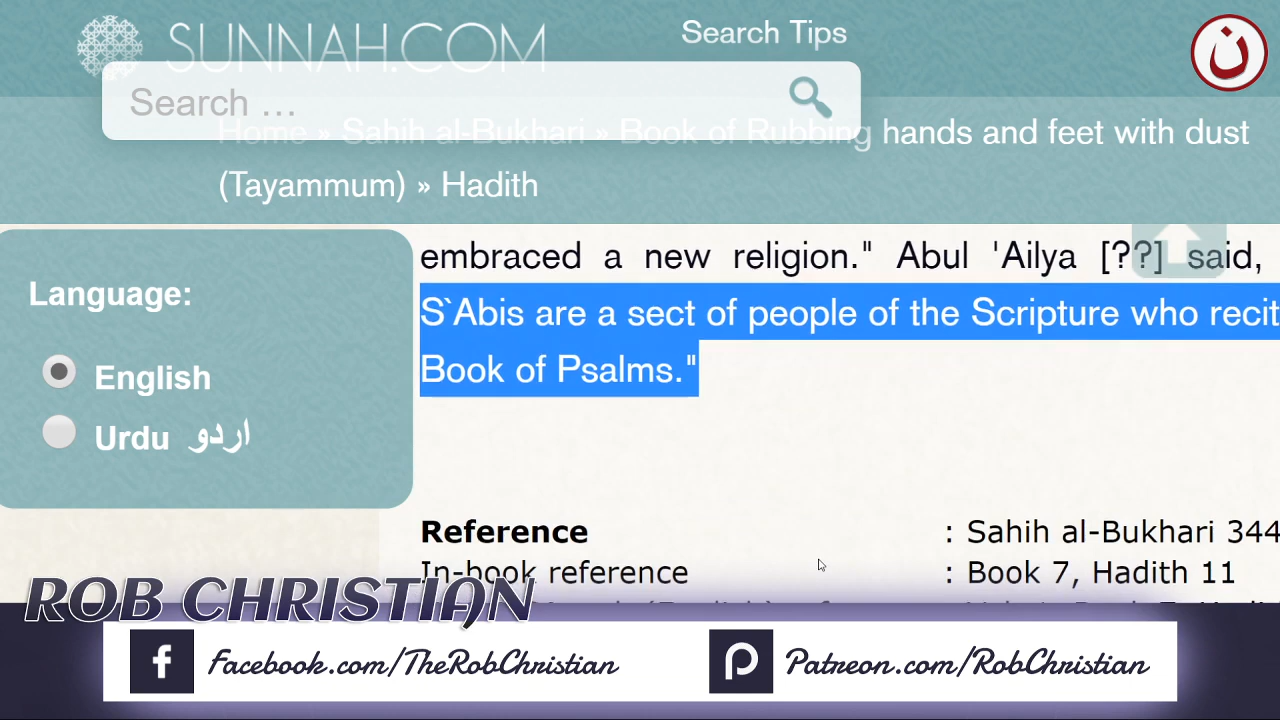 SUNNAH.COM
Search Tips
ن
Search ...
Home » Sahih al-Bukhari » Book of Rubbing hands and feet with dust
(Tayammum) » Hadith
embraced a new religion." Abul 'Ailya [??] said,
S`Abis are a sect of people of the Scripture who recit
Book of Psalms."
Language:
English
Urdu اردو
Reference : Sahih al-Bukhari 344
In-book reference : Book 7, Hadith 11
ROB CHRISTIAN
f Facebook.com/TheRobChristian
Patreon.com/RobChristian